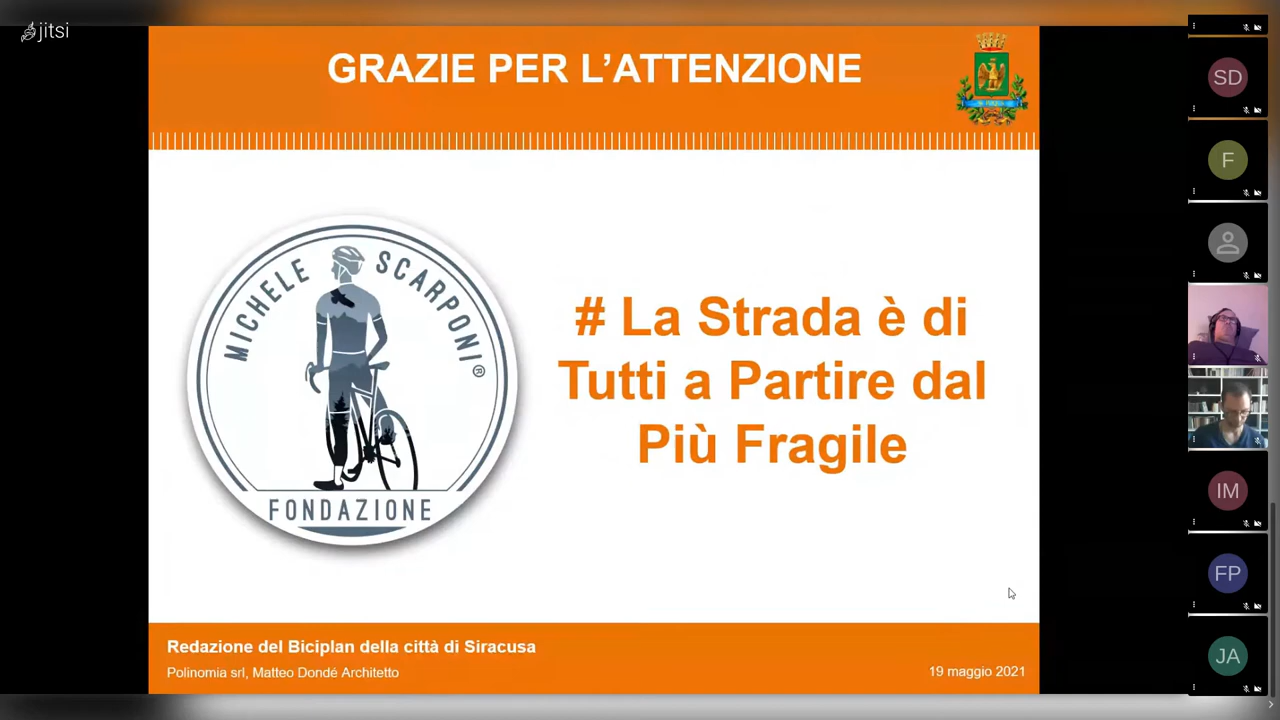 jitsi
GRAZIE PER L'ATTENZIONE
MICHELE SCARPONI®
FONDAZIONE
# La Strada è di
Tutti a Partire dal
Più Fragile
Redazione del Biciplan della città di Siracusa
Polinomia srl, Matteo Dondé Architetto
19 maggio 2021
SD
F
IM
FP
JA